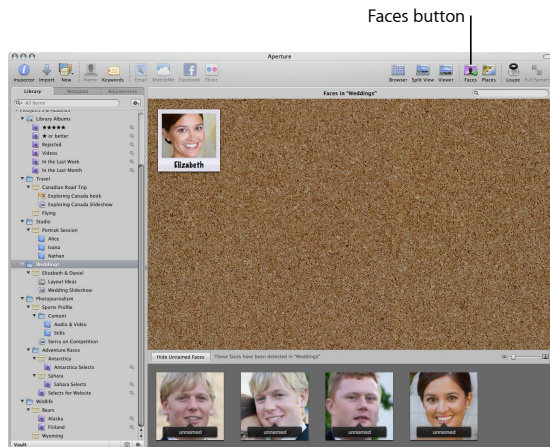 Faces button
Aperture
Inspector Import New Name Keywords Email MobileMe Facebook Flickr Browser Split View Viewer Faces Places Loupe Full Screen
Library Metadata Adjustments
Faces in "Weddings"
All Items
Library Albums
★★★★★
★ or better
Rejected
Videos
In the Last Week
In the Last Month
Travel
Canadian Road Trip
Exploring Canada book
Exploring Canada Slideshow
Flying
Studio
Portrait Session
Alice
Ivana
Nathan
Weddings
Elizabeth & Daniel
Layout Ideas
Wedding Slideshow
Photojournalism
Sports Profile
Content
Audio & Video
Stills
Sierra on Competition
Adventure Races
Antarctica
Antarctica Selects
Sahara
Sahara Selects
Selects for Website
Wildlife
Bears
Alaska
Finland
Wyoming
Vault
Elizabeth
Hide Unnamed Faces These faces have been detected in "Weddings"
unnamed unnamed unnamed unnamed